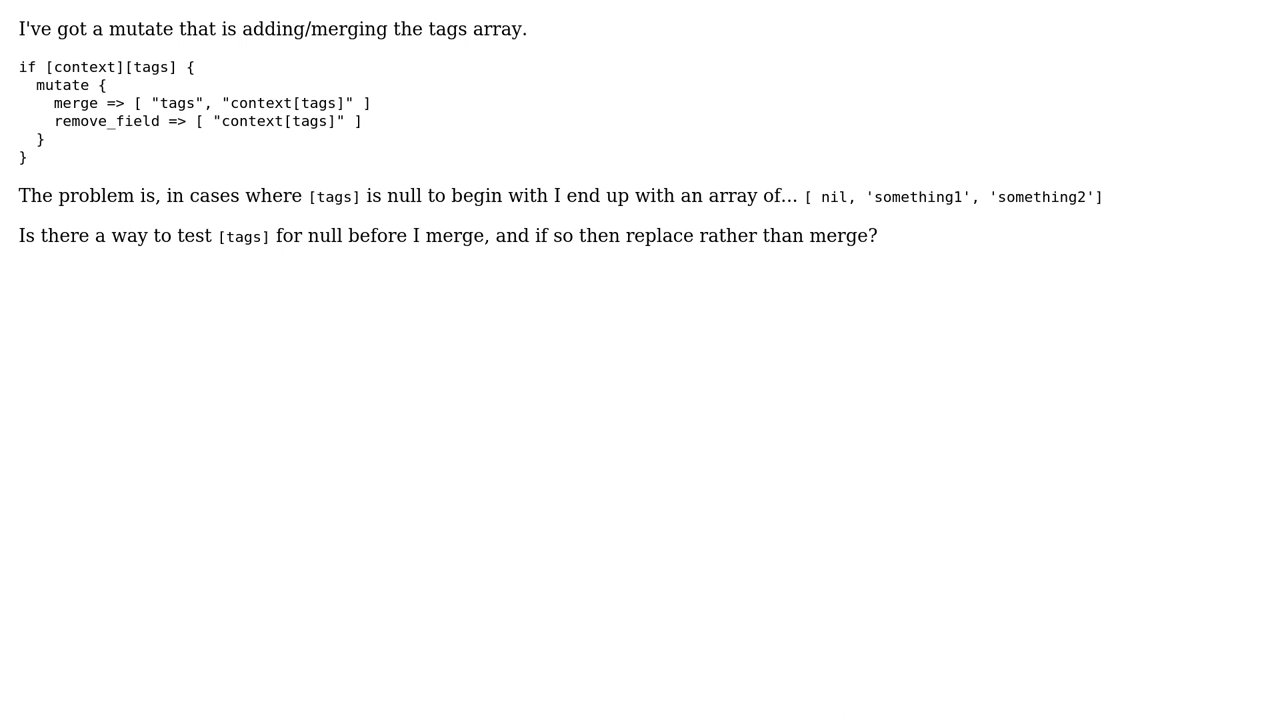 I've got a mutate that is adding/merging the tags array.
if [context][tags] {
  mutate {
    merge => [ "tags", "context[tags]" ]
    remove_field => [ "context[tags]" ]
  }
}
The problem is, in cases where [tags] is null to begin with I end up with an array of... [ nil, 'something1', 'something2']
Is there a way to test [tags] for null before I merge, and if so then replace rather than merge?